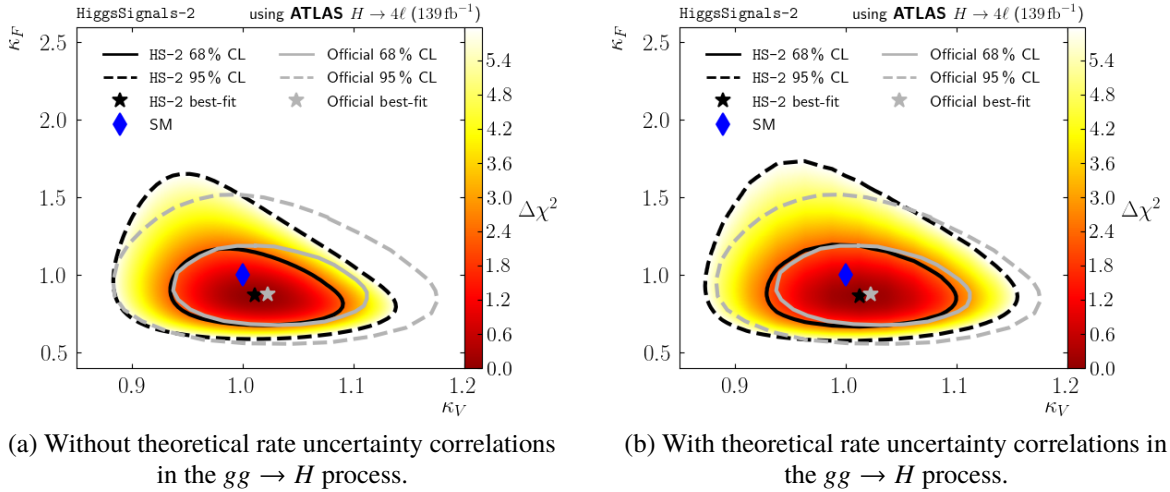 HiggsSignals-2 using ATLAS H → 4ℓ (139 fb⁻¹)
κ_F
2.5
2.0
1.5
1.0
0.5
HS-2 68 % CL
HS-2 95 % CL
HS-2 best-fit
SM
Official 68 % CL
Official 95 % CL
Official best-fit
0.9 1.0 1.1 1.2
κ_V
5.4
4.8
4.2
3.6
3.0
2.4
1.8
1.2
0.6
0.0
Δχ²
(a) Without theoretical rate uncertainty correlations
in the gg → H process.
HiggsSignals-2 using ATLAS H → 4ℓ (139 fb⁻¹)
κ_F
2.5
2.0
1.5
1.0
0.5
HS-2 68 % CL
HS-2 95 % CL
HS-2 best-fit
SM
Official 68 % CL
Official 95 % CL
Official best-fit
0.9 1.0 1.1 1.2
κ_V
5.4
4.8
4.2
3.6
3.0
2.4
1.8
1.2
0.6
0.0
Δχ²
(b) With theoretical rate uncertainty correlations in
the gg → H process.